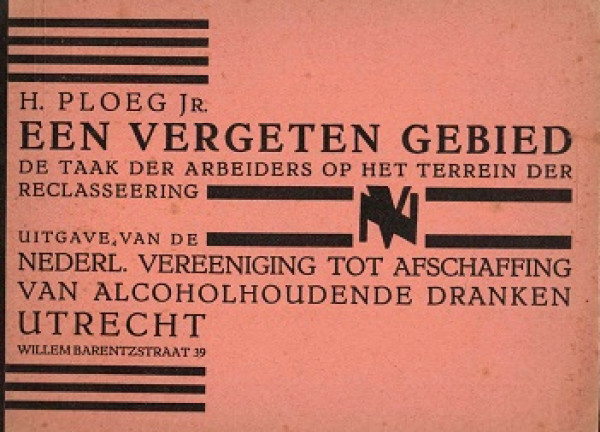 H. PLOEG JR.
EEN VERGETEN GEBIED
DE TAAK DER ARBEIDERS OP HET TERREIN DER
RECLASSEERING
UITGAVE VAN DE
NEDERL. VEREENIGING TOT AFSCHAFFING
VAN ALCOHOLHOUDENDE DRANKEN
UTRECHT
WILLEM BARENTZSTRAAT 39